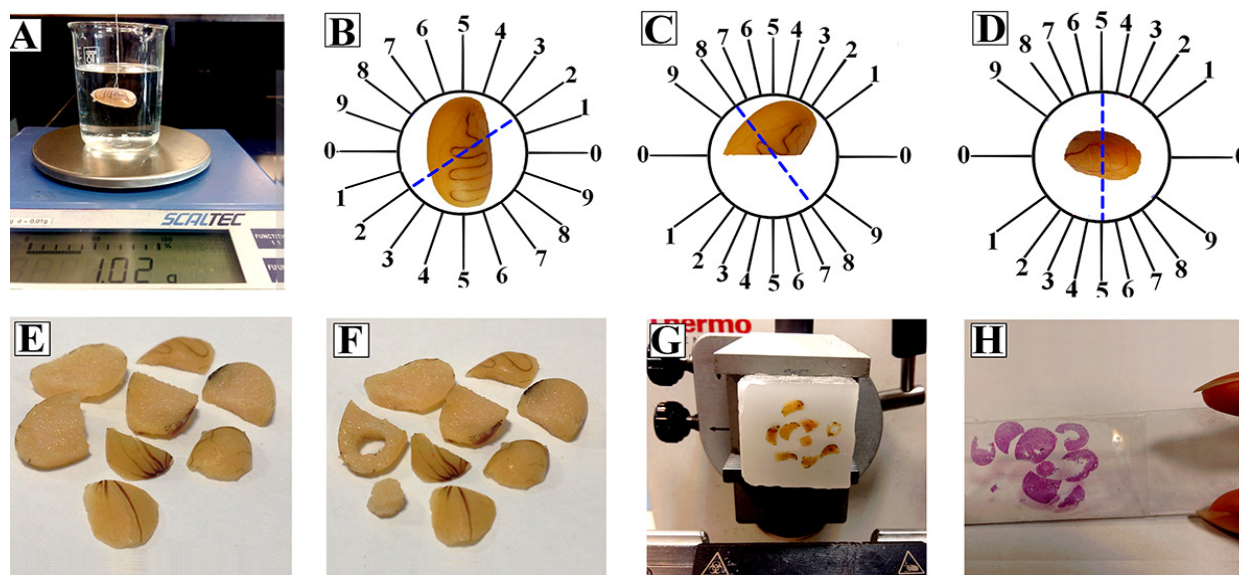 A
d = 0,01g
SCALTEC
1.02 g
B
9 8 7 6 5 4 3 2 1
0 0
1 2 3 4 5 6 7 8 9
C
9 8 7 6 5 4 3 2 1
0 0
1 2 3 4 5 6 7 8 9
D
9 8 7 6 5 4 3 2 1
0 0
1 2 3 4 5 6 7 8 9
E
F
G
Thermo
H